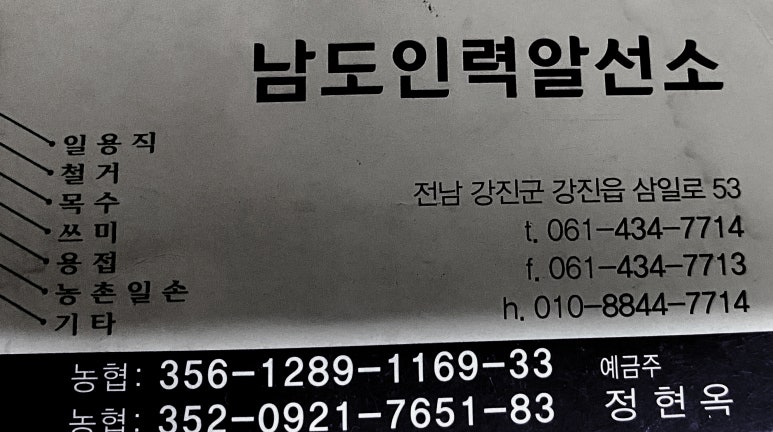 남도인력알선소
일용직
철거
목수
쓰미
용접
농촌일손
기타
전남 강진군 강진읍 삼일로 53
t. 061-434-7714
f. 061-434-7713
h. 010-8844-7714
농협: 356-1289-1169-33 예금주
농협: 352-0921-7651-83 정현옥